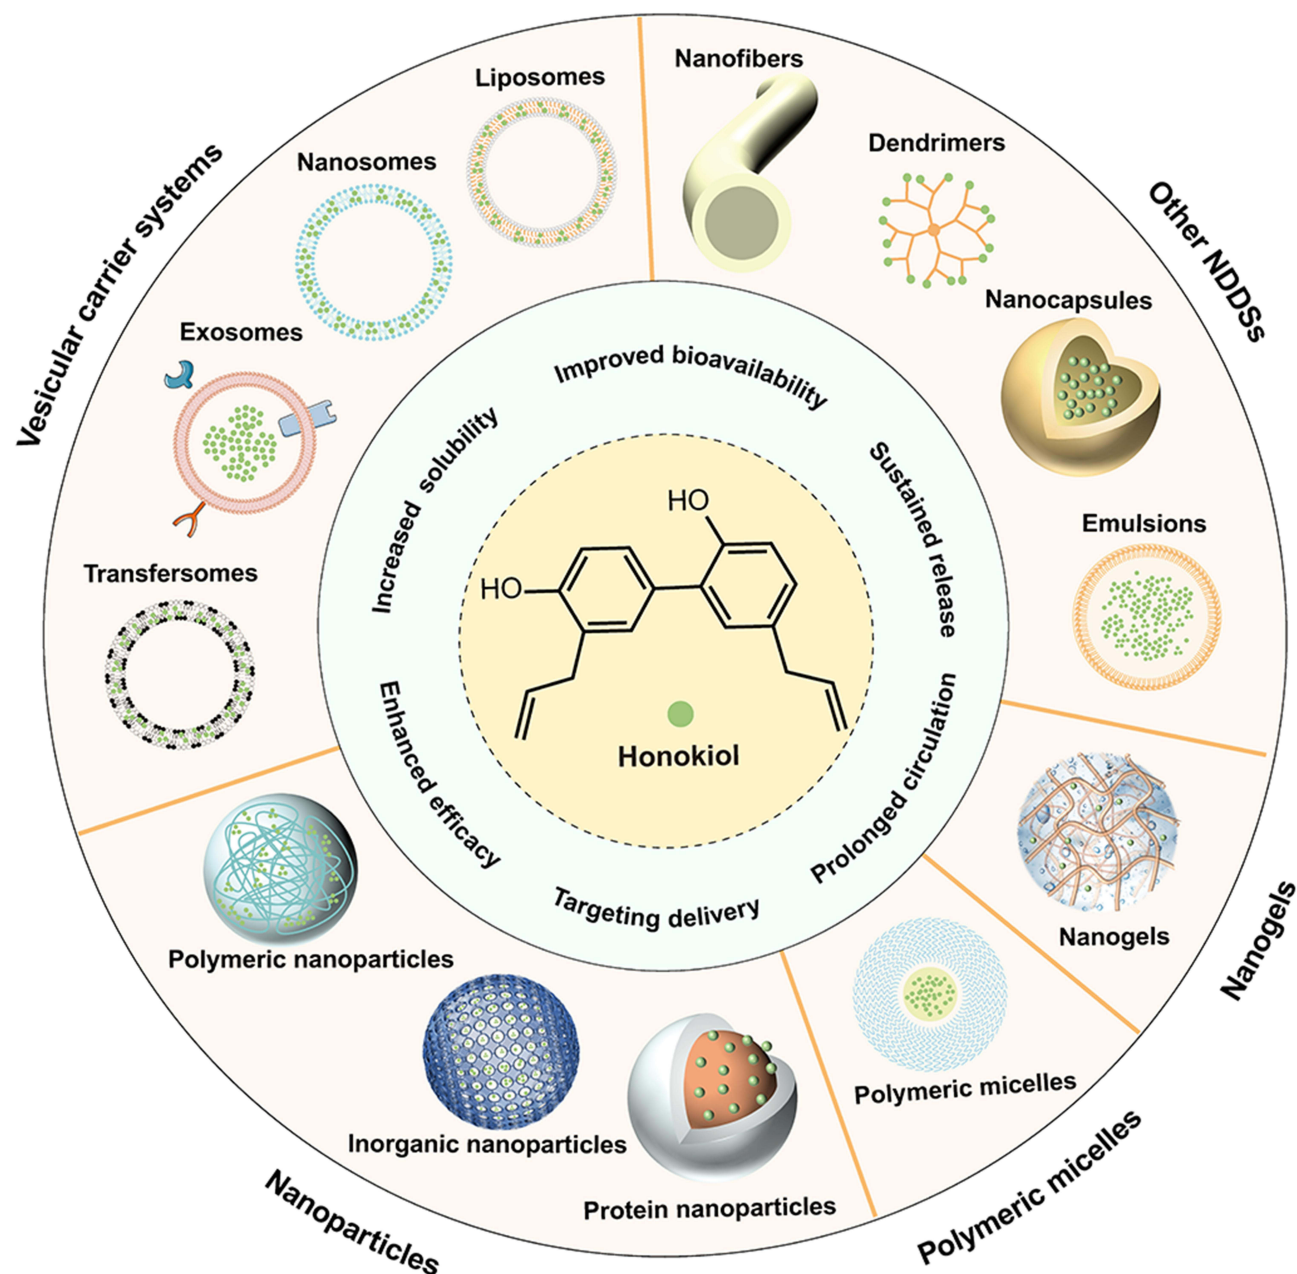 Vesicular carrier systems
Liposomes
Nanosomes
Exosomes
Transfersomes
Other NDDSs
Nanofibers
Dendrimers
Nanocapsules
Emulsions
Nanogels
Nanogels
Polymeric micelles
Polymeric micelles
Nanoparticles
Polymeric nanoparticles
Inorganic nanoparticles
Protein nanoparticles
Improved bioavailability
Sustained release
Prolonged circulation
Targeting delivery
Enhanced efficacy
Increased solubility
HO
HO
Honokiol